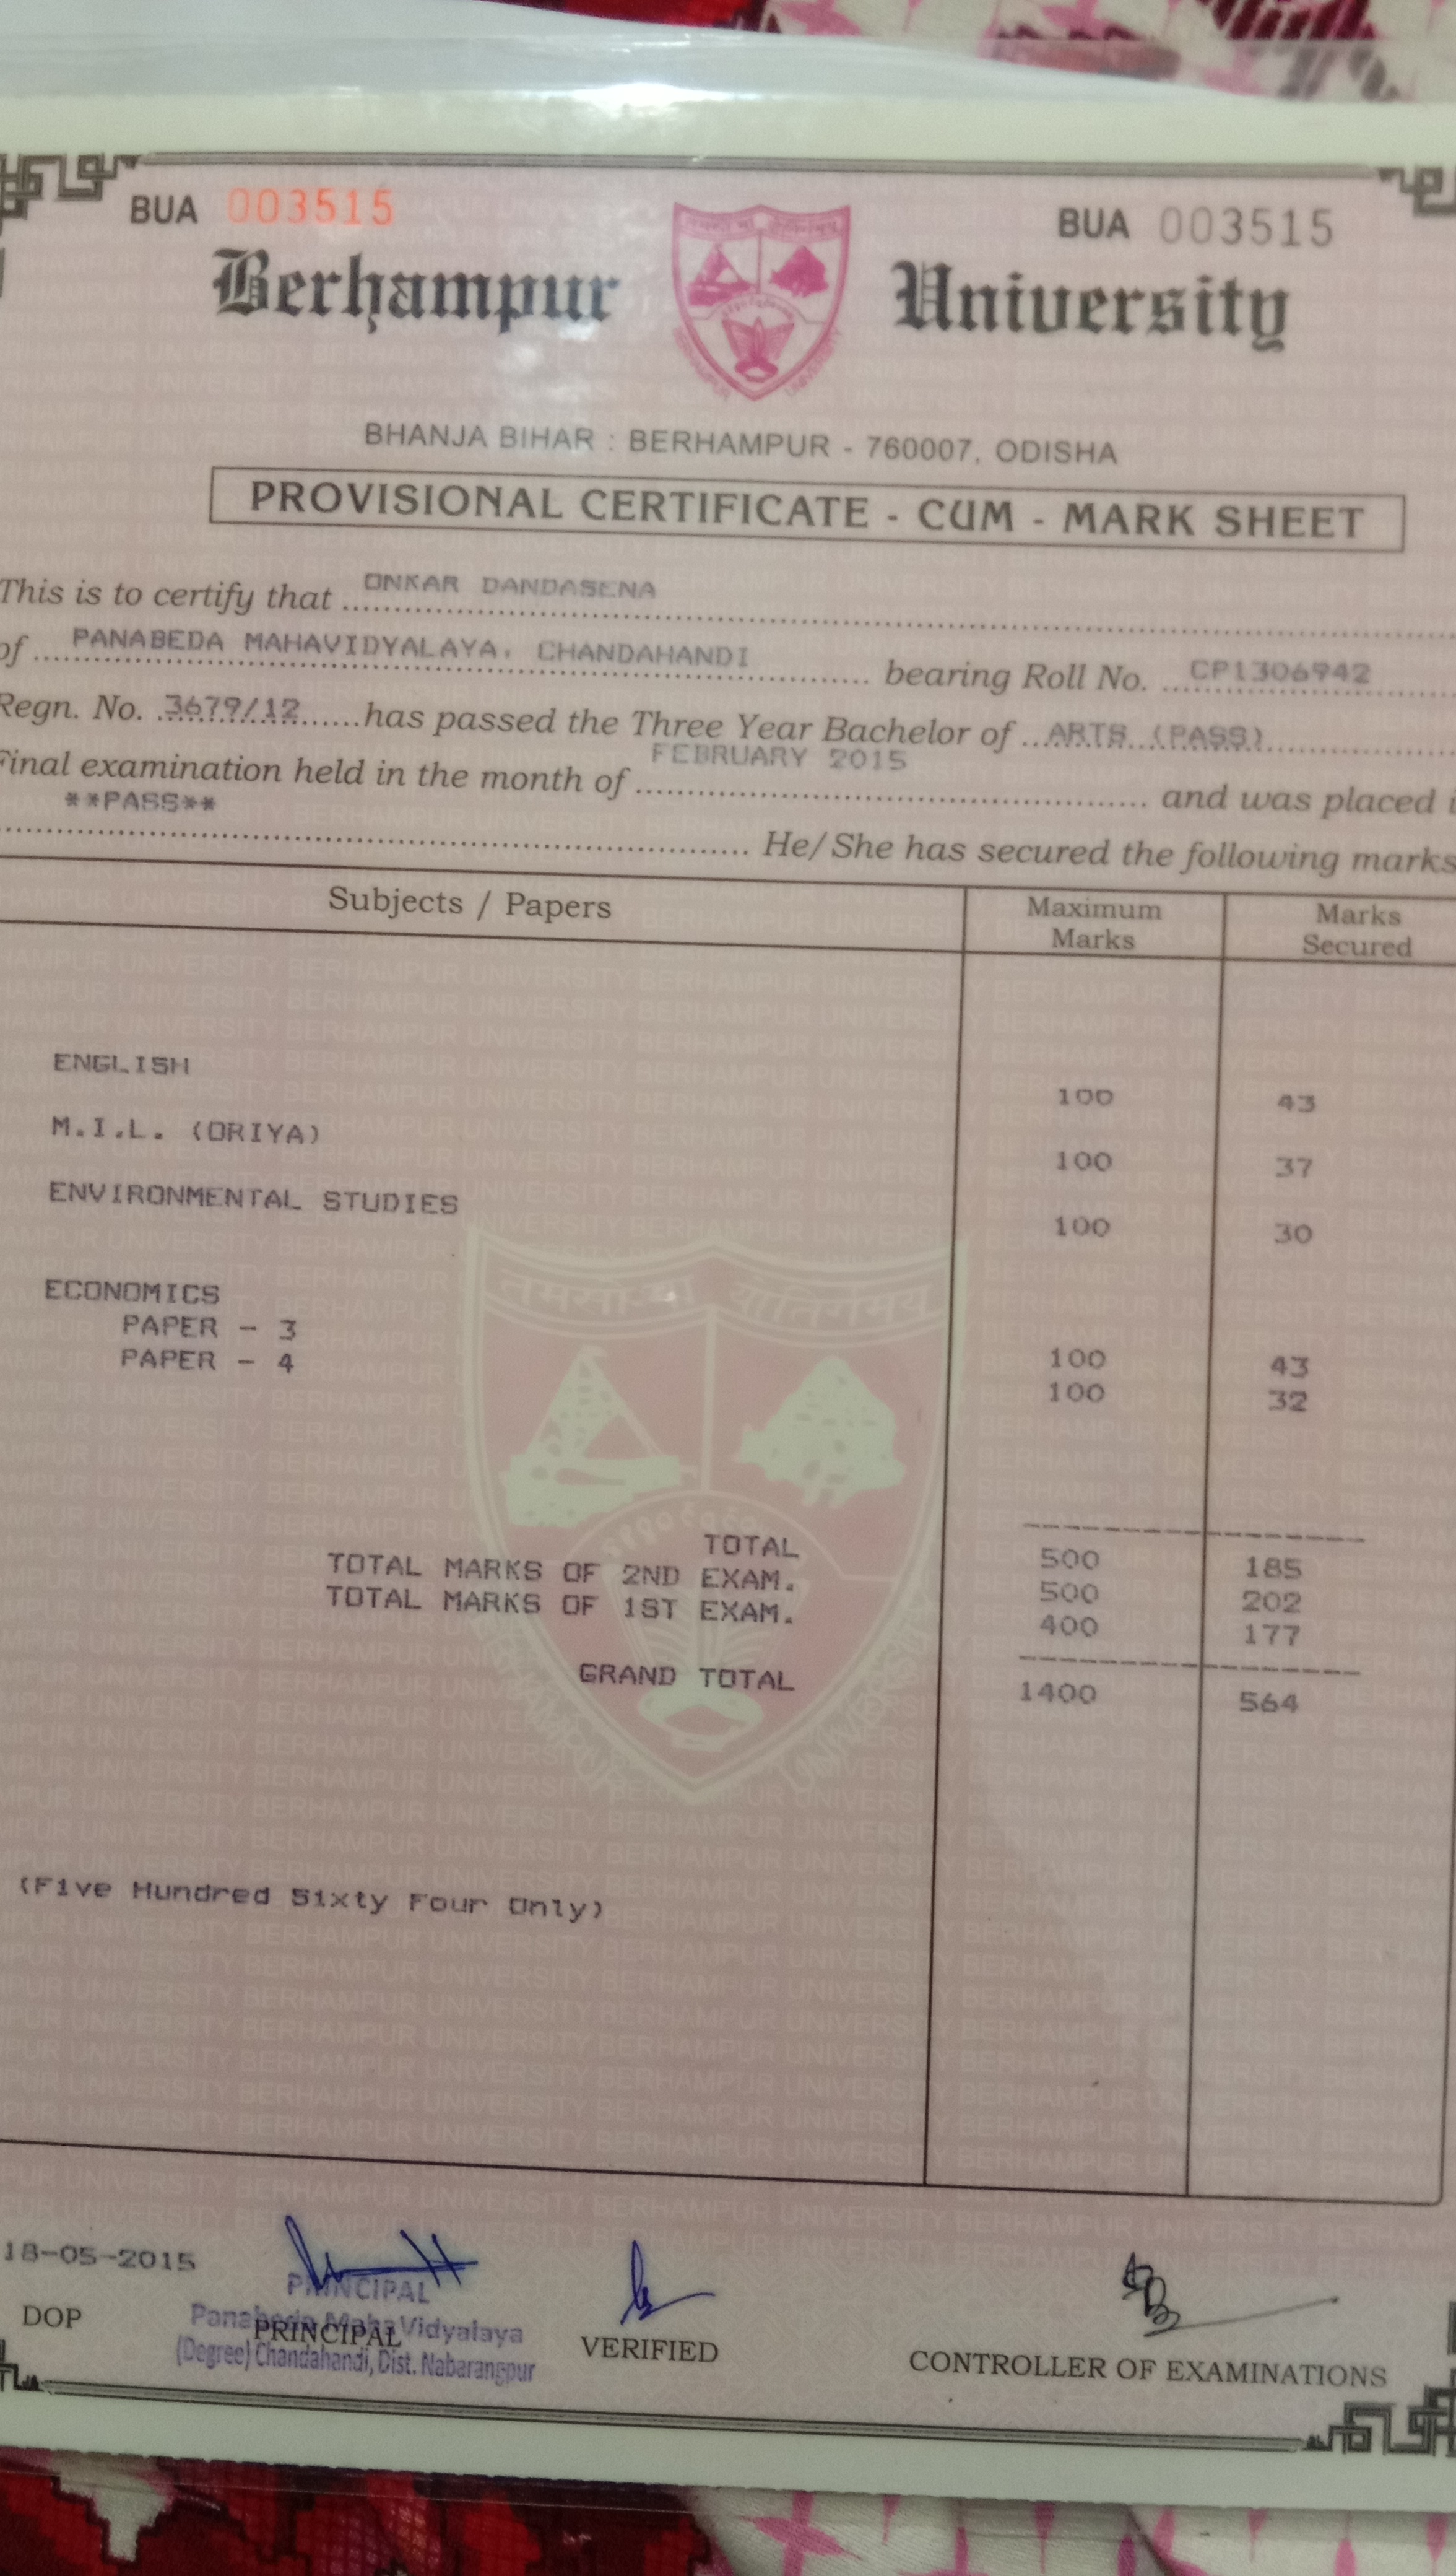 BUA 003515
BUA 003515
Berhampur University
BHANJA BIHAR : BERHAMPUR - 760007, ODISHA
PROVISIONAL CERTIFICATE - CUM - MARK SHEET
This is to certify that ONKAR DANDASENA
of PANABEDA MAHAVIDYALAYA, CHANDAHANDI bearing Roll No. CP1306942
Regn. No. 3679/12 has passed the Three Year Bachelor of ARTS (PASS)
Final examination held in the month of FEBRUARY 2015 and was placed i
**PASS** He/She has secured the following marks
Subjects / Papers Maximum Marks Marks Secured
ENGLISH 100 43
M.I.L. (ORIYA) 100 37
ENVIRONMENTAL STUDIES 100 30
ECONOMICS
PAPER - 3 100 43
PAPER - 4 100 32
TOTAL 500 185
TOTAL MARKS OF 2ND EXAM. 500 202
TOTAL MARKS OF 1ST EXAM. 400 177
GRAND TOTAL 1400 564
(Five Hundred Sixty Four Only)
18-05-2015
DOP
PRINCIPAL
Panabeda Maha Vidyalaya
(Degree) Chandahandi, Dist. Nabarangpur
PRINCIPAL
VERIFIED
CONTROLLER OF EXAMINATIONS